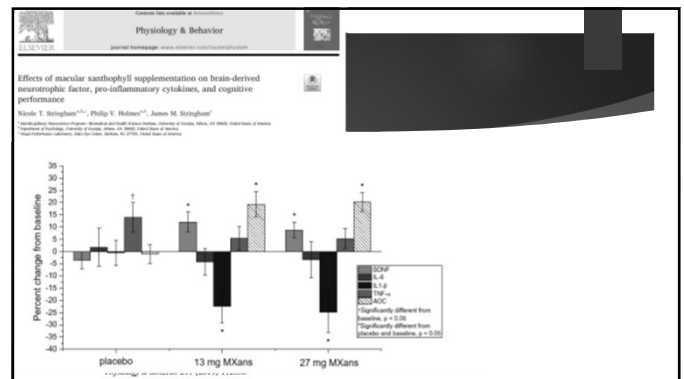 Contents lists available at ScienceDirect
Physiology & Behavior
journal homepage: www.elsevier.com/locate/physbeh
ELSEVIER
Effects of macular xanthophyll supplementation on brain-derived
neurotrophic factor, pro-inflammatory cytokines, and cognitive
performance
Nicole T. Stringham, Philip V. Holmes, James M. Stringham
35
30
25
20
15
10
5
0
-5
-10
-15
-20
-25
-30
-35
-40
Percent change from baseline
†
*
*
*
*
*
*
placebo
13 mg MXans
27 mg MXans
BDNF
IL-6
IL1-β
TNF-α
AOC
†Significantly different from
baseline, p < 0.05
*Significantly different from
placebo and baseline, p < 0.05